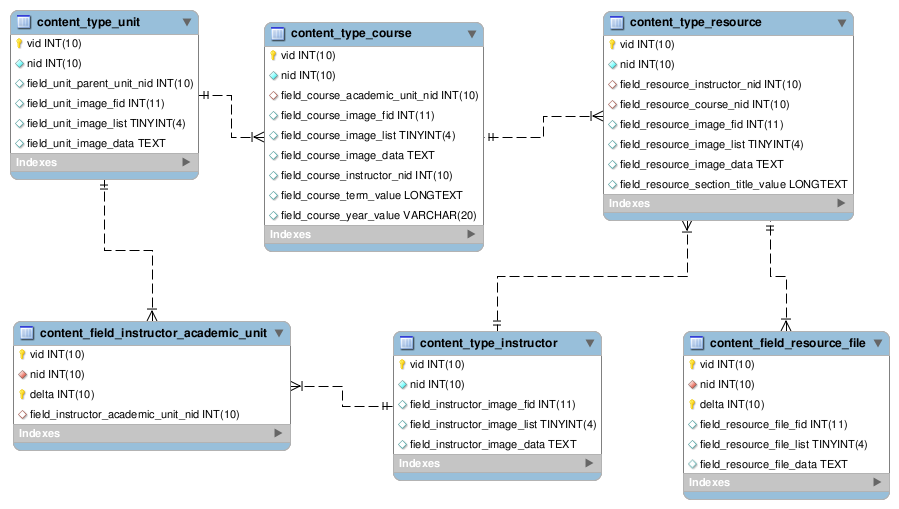 content_type_unit
vid INT(10)
nid INT(10)
field_unit_parent_unit_nid INT(10)
field_unit_image_fid INT(11)
field_unit_image_list TINYINT(4)
field_unit_image_data TEXT
Indexes
content_type_course
vid INT(10)
nid INT(10)
field_course_academic_unit_nid INT(10)
field_course_image_fid INT(11)
field_course_image_list TINYINT(4)
field_course_image_data TEXT
field_course_instructor_nid INT(10)
field_course_term_value LONGTEXT
field_course_year_value VARCHAR(20)
Indexes
content_type_resource
vid INT(10)
nid INT(10)
field_resource_instructor_nid INT(10)
field_resource_course_nid INT(10)
field_resource_image_fid INT(11)
field_resource_image_list TINYINT(4)
field_resource_image_data TEXT
field_resource_section_title_value LONGTEXT
Indexes
content_field_instructor_academic_unit
vid INT(10)
nid INT(10)
delta INT(10)
field_instructor_academic_unit_nid INT(10)
Indexes
content_type_instructor
vid INT(10)
nid INT(10)
field_instructor_image_fid INT(11)
field_instructor_image_list TINYINT(4)
field_instructor_image_data TEXT
Indexes
content_field_resource_file
vid INT(10)
nid INT(10)
delta INT(10)
field_resource_file_fid INT(11)
field_resource_file_list TINYINT(4)
field_resource_file_data TEXT
Indexes